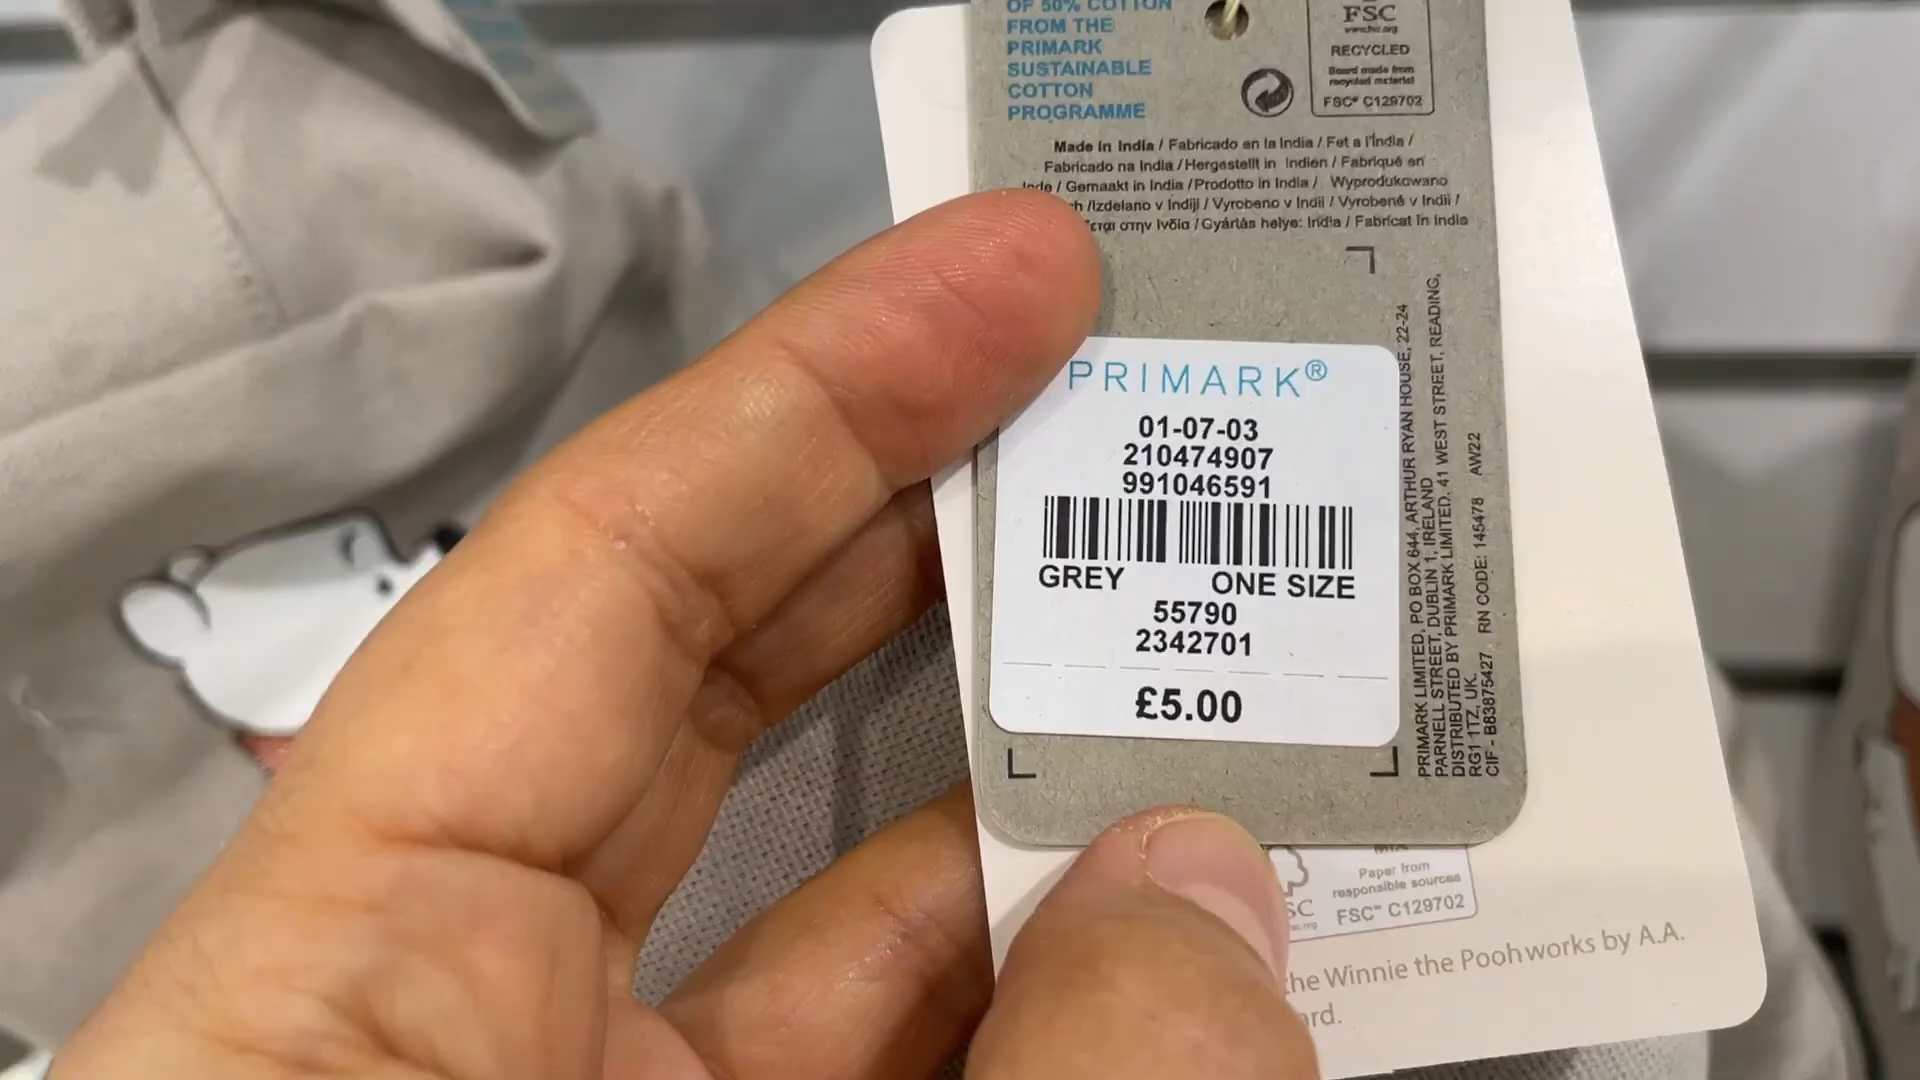 OF 50% COTTON
FROM THE
PRIMARK
SUSTAINABLE
COTTON
PROGRAMME
FSC
www.fsc.org
RECYCLED
Board made from
recycled material
FSC® C129702
Made in India / Fabricado en la India / Fet a l'Índia /
Fabricado na India / Hergestellt in Indien / Fabriqué en
Inde / Gemaakt in India / Prodotto in India / Wyprodukowano
/Izdelano v Indiji / Vyrobeno v Indii / Vyrobené v Indii /
στην Ινδία / Gyártás helye: India / Fabricat în India
PRIMARK®
01-07-03
210474907
991046591
GREY ONE SIZE
55790
2342701
£5.00
PRIMARK LIMITED, PO BOX 644, ARTHUR RYAN HOUSE, 22-24
PARNELL STREET, DUBLIN 1, IRELAND
DISTRIBUTED BY PRIMARK LIMITED. 41 WEST STREET, READING,
RG1 1TZ, UK.
CIF - B83875427 RN CODE: 145478 AW22
Paper from
responsible sources
FSC™ C129702
the Winnie the Pooh works by A.A.